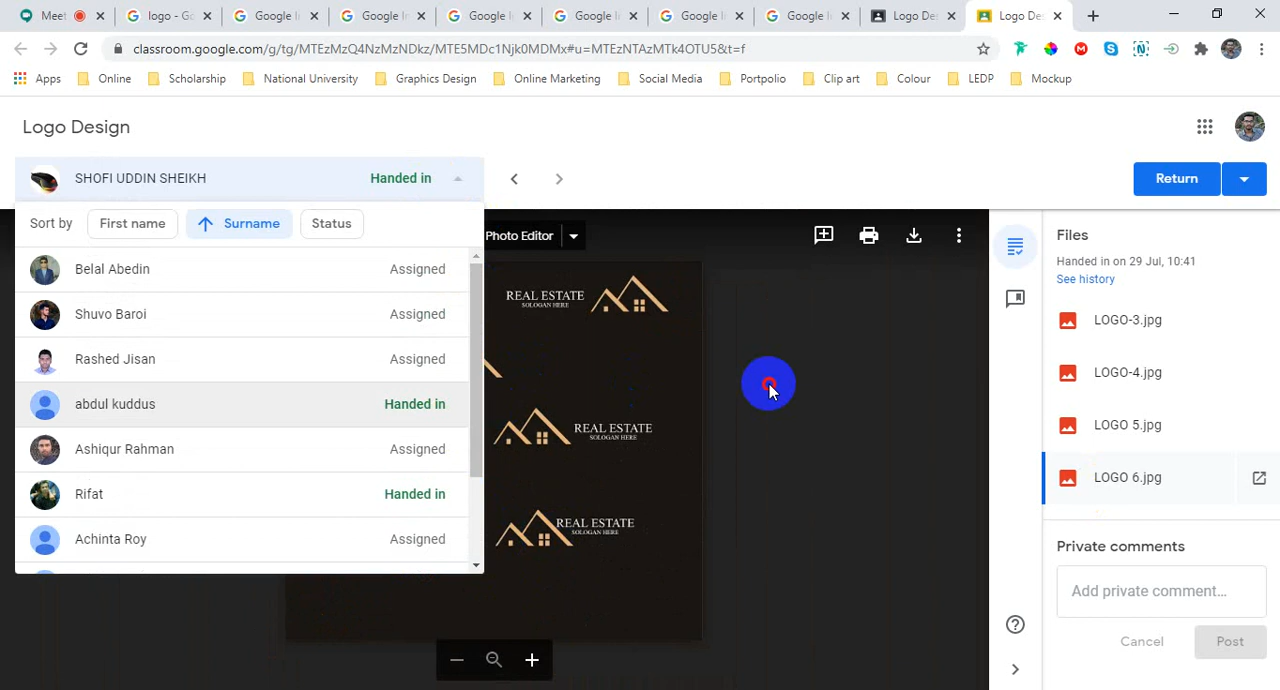 Meet
logo - Go
Google I
Google I
Google I
Google I
Google I
Google I
Logo De
Logo De
classroom.google.com/g/tg/MTEzMzQ4NzMzNDkz/MTE5MDc1Njk0MDMx#u=MTEzNTAzMTk4OTU5&t=f
Apps
Online
Scholarship
National University
Graphics Design
Online Marketing
Social Media
Portpolio
Clip art
Colour
LEDP
Mockup
Logo Design
SHOFI UDDIN SHEIKH
Handed in
Return
Sort by
First name
Surname
Status
Photo Editor
Belal Abedin
Assigned
Shuvo Baroi
Assigned
Rashed Jisan
Assigned
abdul kuddus
Handed in
Ashiqur Rahman
Assigned
Rifat
Handed in
Achinta Roy
Assigned
REAL ESTATE
SOLOGAN HERE
REAL ESTATE
SOLOGAN HERE
REAL ESTATE
SOLOGAN HERE
Files
Handed in on 29 Jul, 10:41
See history
LOGO-3.jpg
LOGO-4.jpg
LOGO 5.jpg
LOGO 6.jpg
Private comments
Add private comment…
Cancel
Post